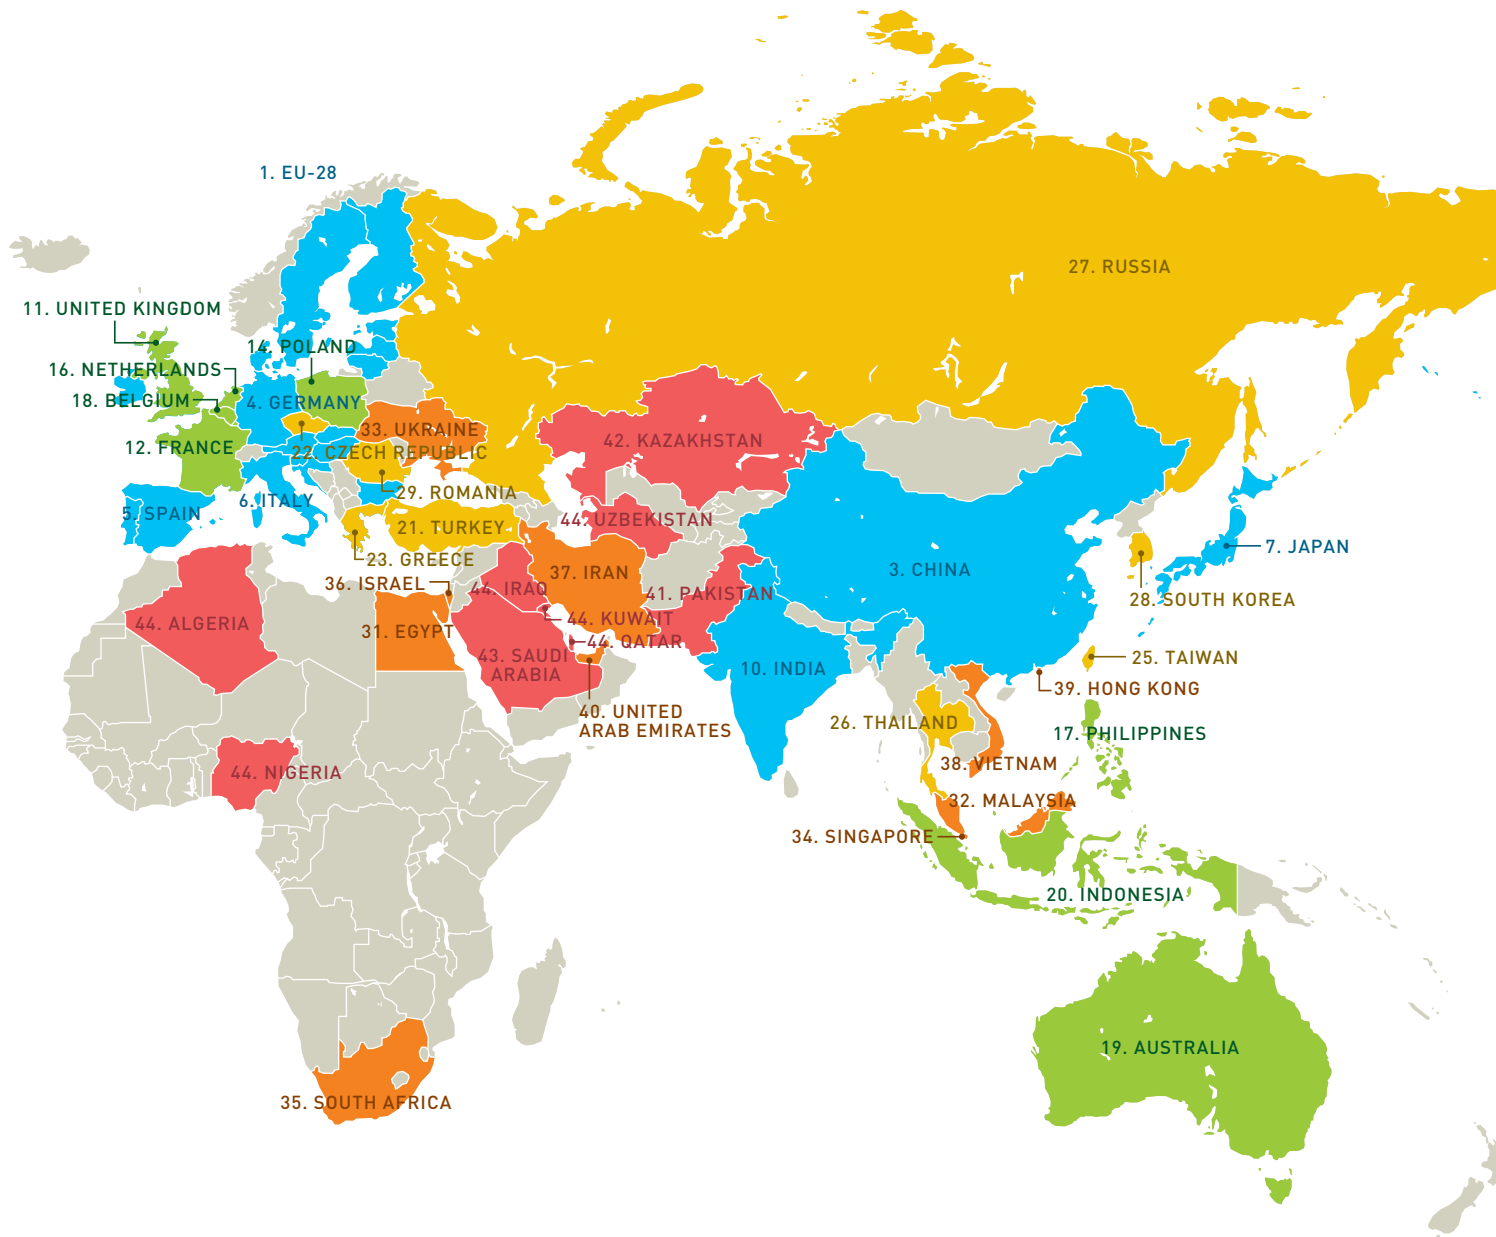 1. EU-28
27. RUSSIA
11. UNITED KINGDOM
14. POLAND
16. NETHERLANDS
18. BELGIUM
4. GERMANY
33. UKRAINE
12. FRANCE
22. CZECH REPUBLIC
42. KAZAKHSTAN
29. ROMANIA
6. ITALY
5. SPAIN
21. TURKEY
44. UZBEKISTAN
7. JAPAN
23. GREECE
3. CHINA
36. ISRAEL
37. IRAN
44. IRAQ
41. PAKISTAN
28. SOUTH KOREA
44. ALGERIA
44. KUWAIT
31. EGYPT
44. QATAR
43. SAUDI
ARABIA
10. INDIA
25. TAIWAN
39. HONG KONG
40. UNITED
ARAB EMIRATES
26. THAILAND
17. PHILIPPINES
38. VIETNAM
44. NIGERIA
32. MALAYSIA
34. SINGAPORE
20. INDONESIA
19. AUSTRALIA
35. SOUTH AFRICA